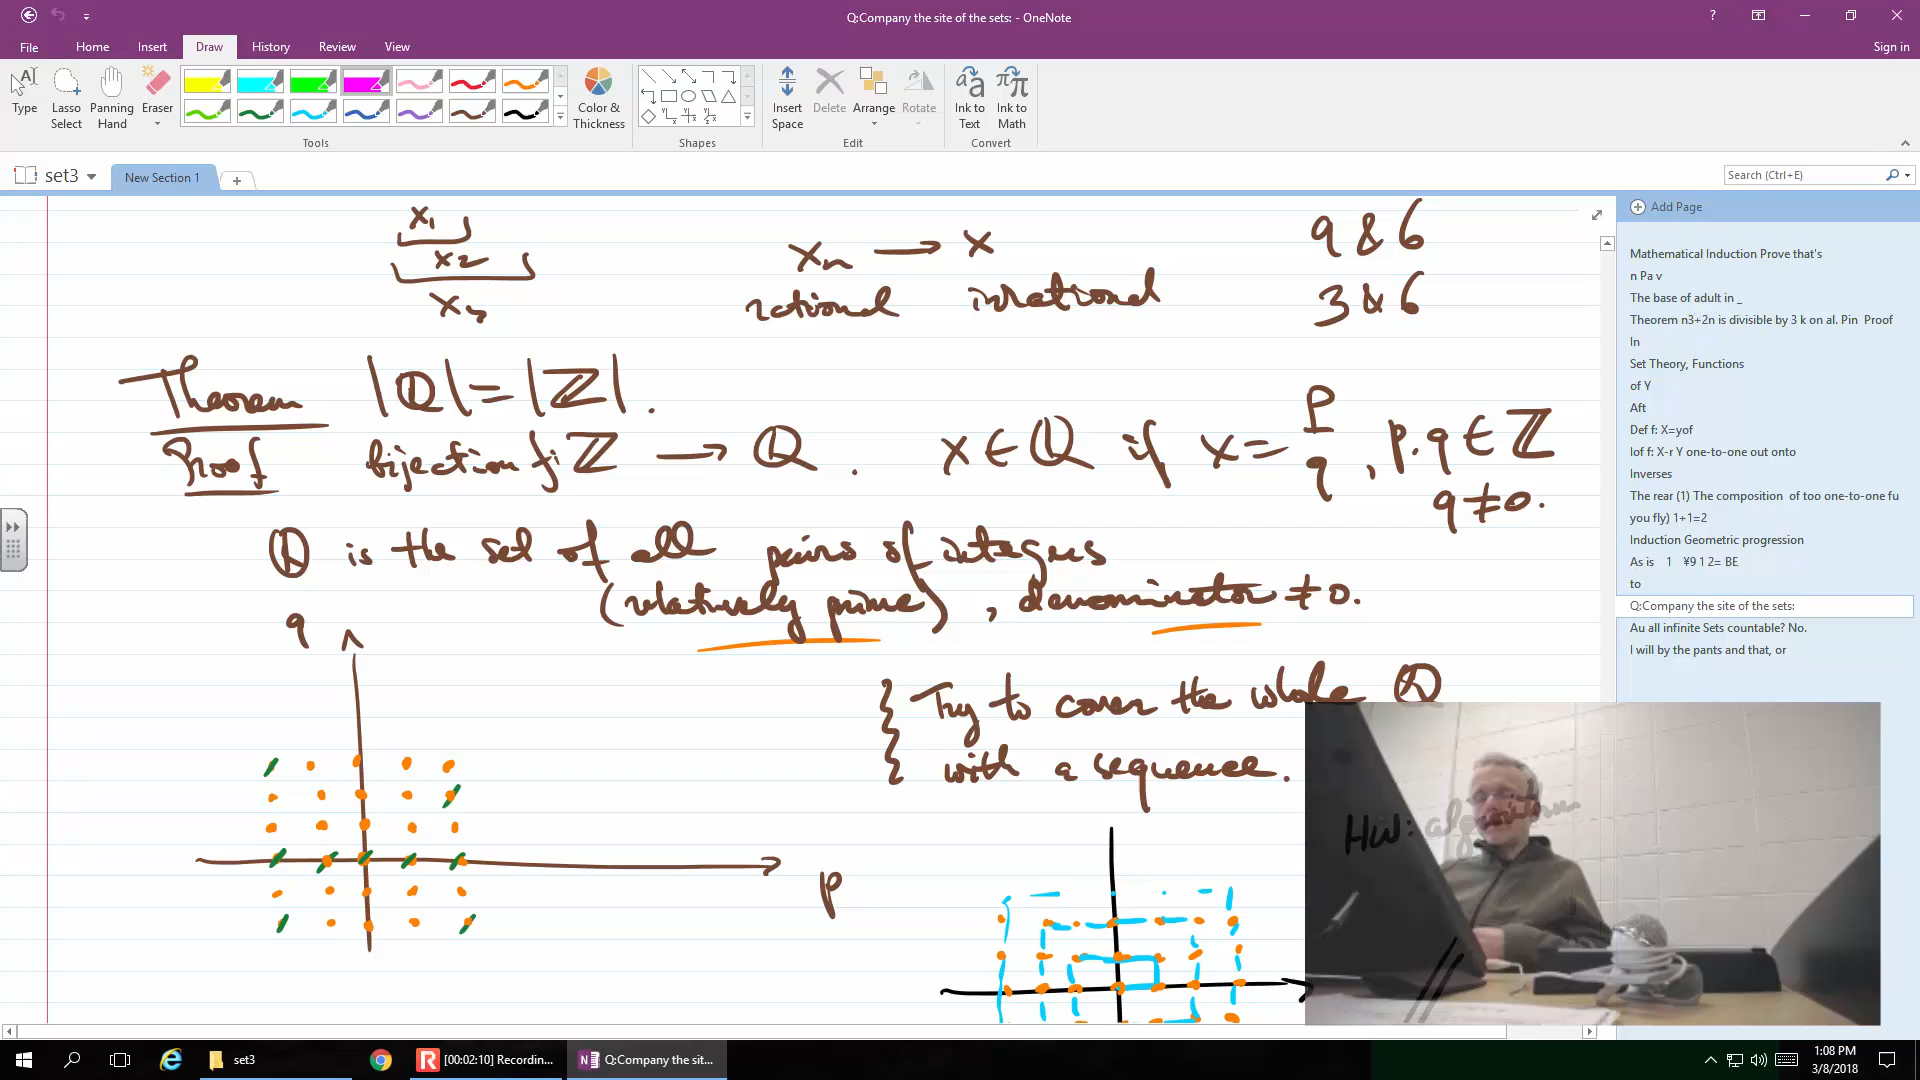 Q:Company the site of the sets: - OneNote
File Home Insert Draw History Review View
Sign in
Type
Lasso Select
Panning Hand
Eraser
Color & Thickness
Insert Space
Delete
Arrange
Rotate
Ink to Text
Ink to Math
Tools
Shapes
Edit
Convert
set3
New Section 1
Search (Ctrl+E)
x1
x2
x3
xn → x
rational irrational
9 & 6
3 & 6
Theorem |ℚ| = |ℤ|.
Proof bijection f: ℤ → ℚ. x ∈ ℚ if x = p/q, p, q ∈ ℤ
q ≠ 0.
ℚ is the set of all pairs of integers
(relatively prime), denominator ≠ 0.
q
Try to cover the whole ℚ
with a sequence.
p
HW: algorithm
Add Page
Mathematical Induction Prove that's
n Pa v
The base of adult in _
Theorem n3+2n is divisible by 3 k on al. Pin Proof
In
Set Theory, Functions
of Y
Aft
Def f: X=yof
Iof f: X-r Y one-to-one out onto
Inverses
The rear (1) The composition of too one-to-one fu
you fly) 1+1=2
Induction Geometric progression
As is 1 ¥9 1 2= BE
to
Q:Company the site of the sets:
Au all infinite Sets countable? No.
I will by the pants and that, or
set3
[00:02:10] Recordin...
Q:Company the sit...
1:08 PM
3/8/2018